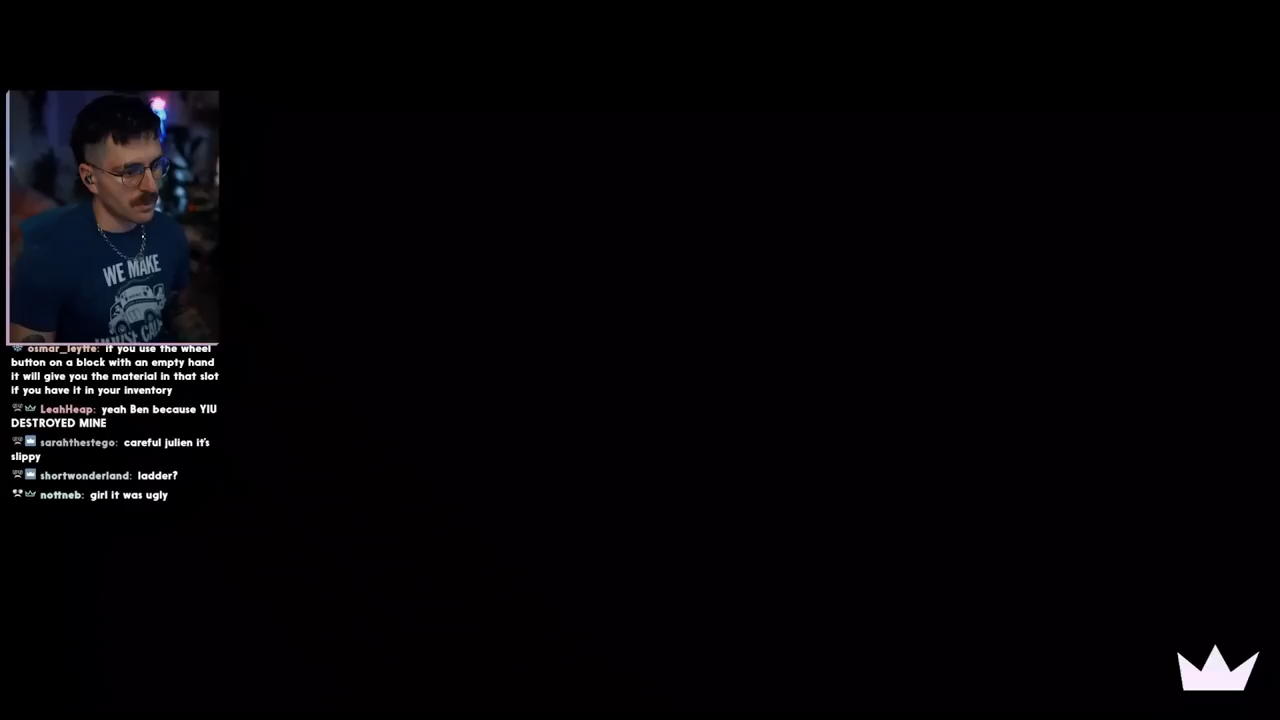 WE MAKE
osmar_leytte: if you use the wheel
button on a block with an empty hand
it will give you the material in that slot
if you have it in your inventory
LeahHeap: yeah Ben because YIU
DESTROYED MINE
sarahthestego: careful julien it's
slippy
shortwonderland: ladder?
nottneb: girl it was ugly